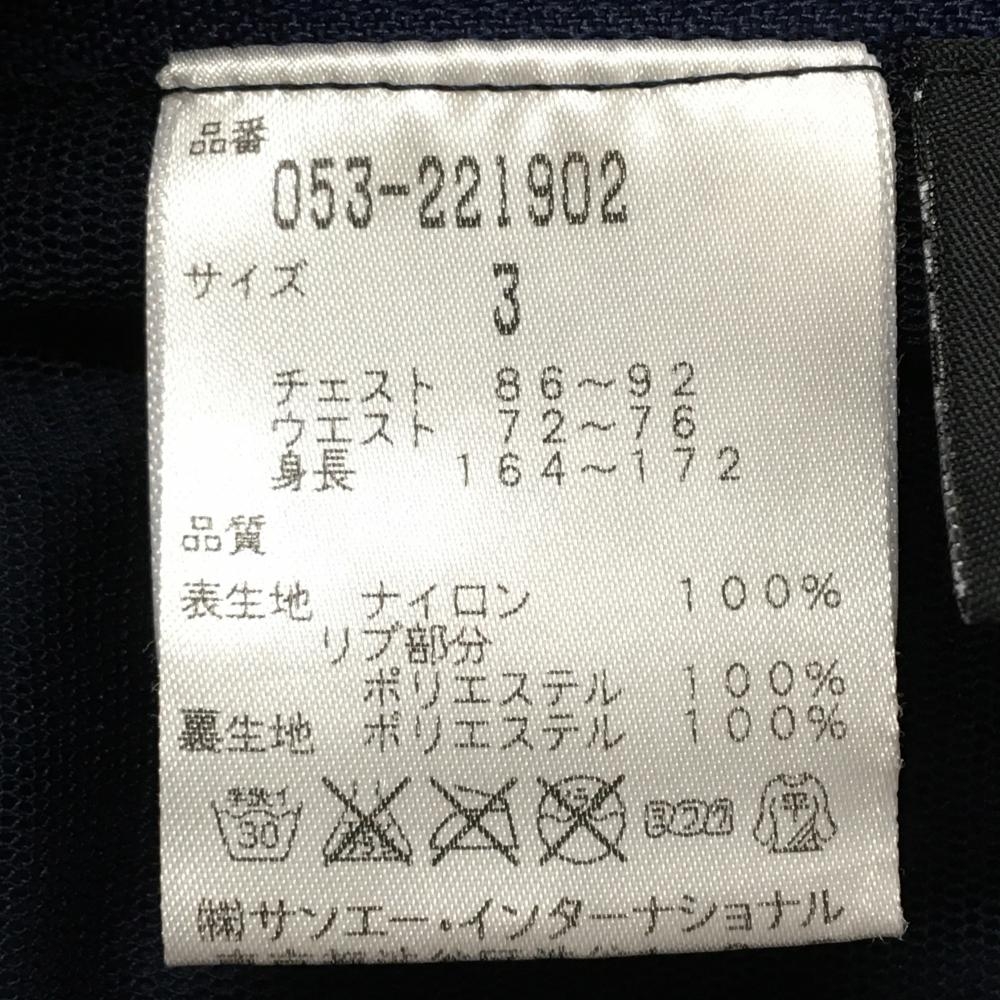 品番
053-221902
サイズ 3
チェスト 86～92
ウエスト 72～76
身長 164～172
品質
表生地 ナイロン 100%
リブ部分
ポリエステル 100%
裏生地 ポリエステル 100%
手洗イ 30 平
㈱サンエー・インターナショナル